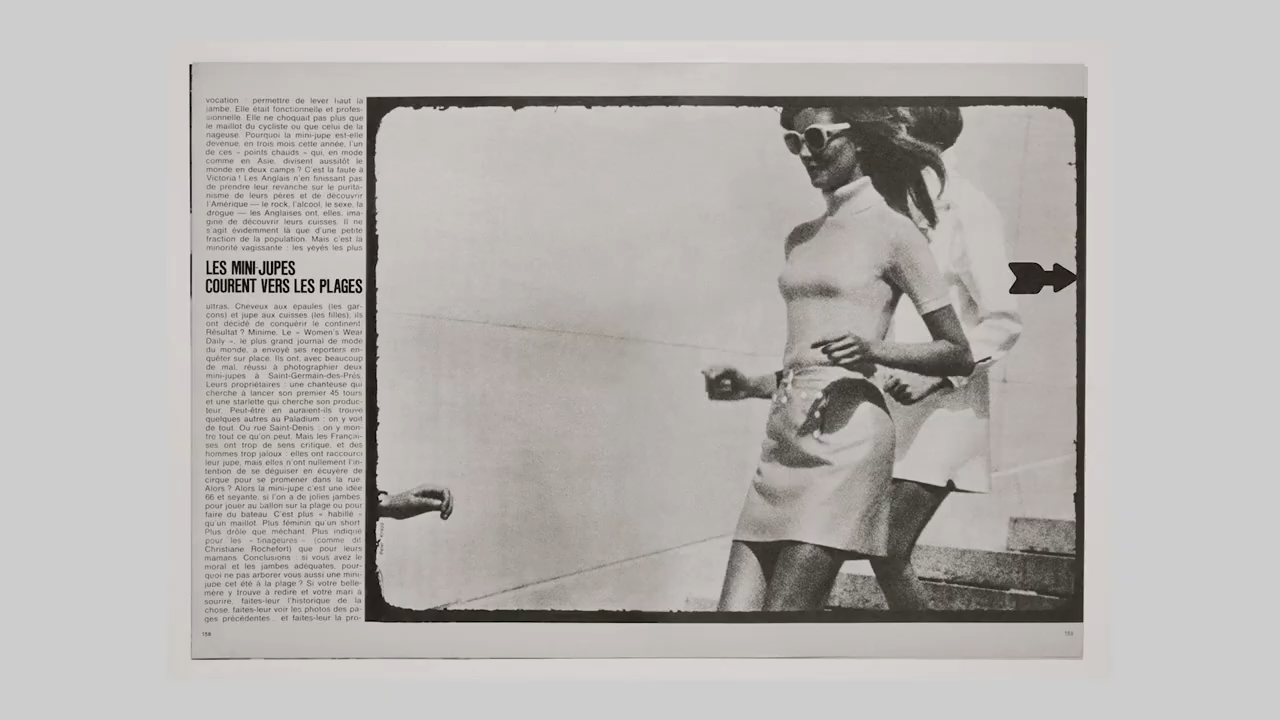 vocation : permettre de lever haut la
jambe. Elle était fonctionnelle et profes-
sionnelle. Elle ne choquait pas plus que
le maillot du cycliste ou que celui de la
nageuse. Pourquoi la mini-jupe est-elle
devenue, en trois mois cette année, l'un
de ces « points chauds » qui, en mode
comme en Asie, divisent aussitôt le
monde en deux camps ? C'est la faute à
Victoria ! Les Anglais n'en finissant pas
de prendre leur revanche sur le purita-
nisme de leurs pères et de découvrir
l'Amérique — le rock, l'alcool, le sexe, la
drogue — les Anglaises ont, elles, ima-
giné de découvrir leurs cuisses. Il ne
s'agit évidemment là que d'une petite
fraction de la population. Mais c'est la
minorité vagissante : les yéyés les plus
LES MINI-JUPES
COURENT VERS LES PLAGES
ultras. Cheveux aux épaules (les gar-
çons) et jupe aux cuisses (les filles), ils
ont décidé de conquérir le continent.
Résultat ? Minime. Le « Women's Wear
Daily », le plus grand journal de mode
du monde, a envoyé ses reporters en-
quêter sur place. Ils ont, avec beaucoup
de mal, réussi à photographier deux
mini-jupes à Saint-Germain-des-Prés.
Leurs propriétaires : une chanteuse qui
cherche à lancer son premier 45 tours
et une starlette qui cherche son produc-
teur. Peut-être en auraient-ils trouvé
quelques autres au Paladium : on y voit
de tout. Ou rue Saint-Denis : on y mon-
tre tout ce qu'on peut. Mais les Françai-
ses ont trop de sens critique, et des
hommes trop jaloux : elles ont raccourci
leur jupe, mais elles n'ont nullement l'in-
tention de se déguiser en écuyère de
cirque pour se promener dans la rue.
Alors ? Alors la mini-jupe c'est une idée
66 et seyante, si l'on a de jolies jambes,
pour jouer au ballon sur la plage ou pour
faire du bateau. C'est plus « habillé »
qu'un maillot. Plus féminin qu'un short.
Plus drôle que méchant. Plus indiqué
pour les « tinageures » (comme dit
Christiane Rochefort) que pour leurs
mamans. Conclusions : si vous avez le
moral et les jambes adéquates, pour-
quoi ne pas arborer vous aussi une mini-
jupe cet été à la plage ? Si votre belle-
mère y trouve à redire et votre mari à
sourire, faites-leur l'historique de la
chose, faites-leur voir les photos des pa-
ges précédentes... et faites-leur la pro-
158
159